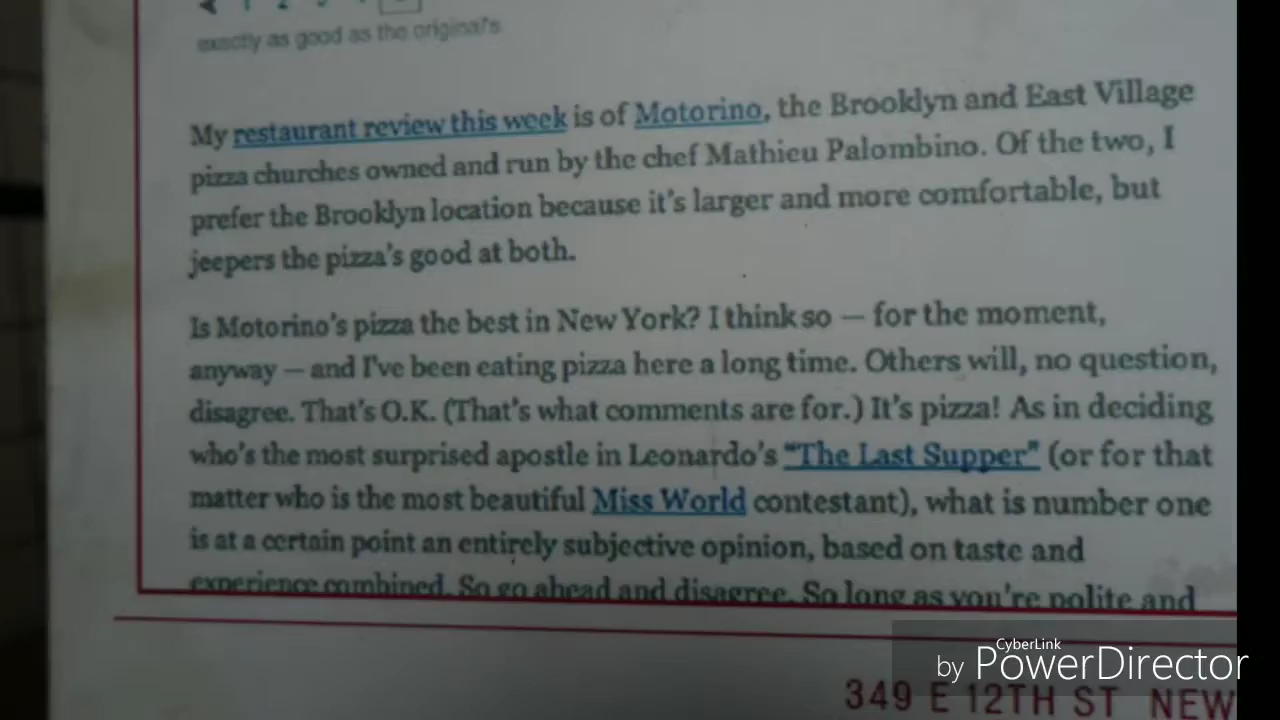 exactly as good as the original's
My restaurant review this week is of Motorino, the Brooklyn and East Village
pizza churches owned and run by the chef Mathieu Palombino. Of the two, I
prefer the Brooklyn location because it's larger and more comfortable, but
jeepers the pizza's good at both.
Is Motorino's pizza the best in New York? I think so — for the moment,
anyway — and I've been eating pizza here a long time. Others will, no question,
disagree. That's O.K. (That's what comments are for.) It's pizza! As in deciding
who's the most surprised apostle in Leonardo's "The Last Supper" (or for that
matter who is the most beautiful Miss World contestant), what is number one
is at a certain point an entirely subjective opinion, based on taste and
experience combined. So go ahead and disagree. So long as you're polite and
CyberLink
by PowerDirector
349 E 12TH ST NEW